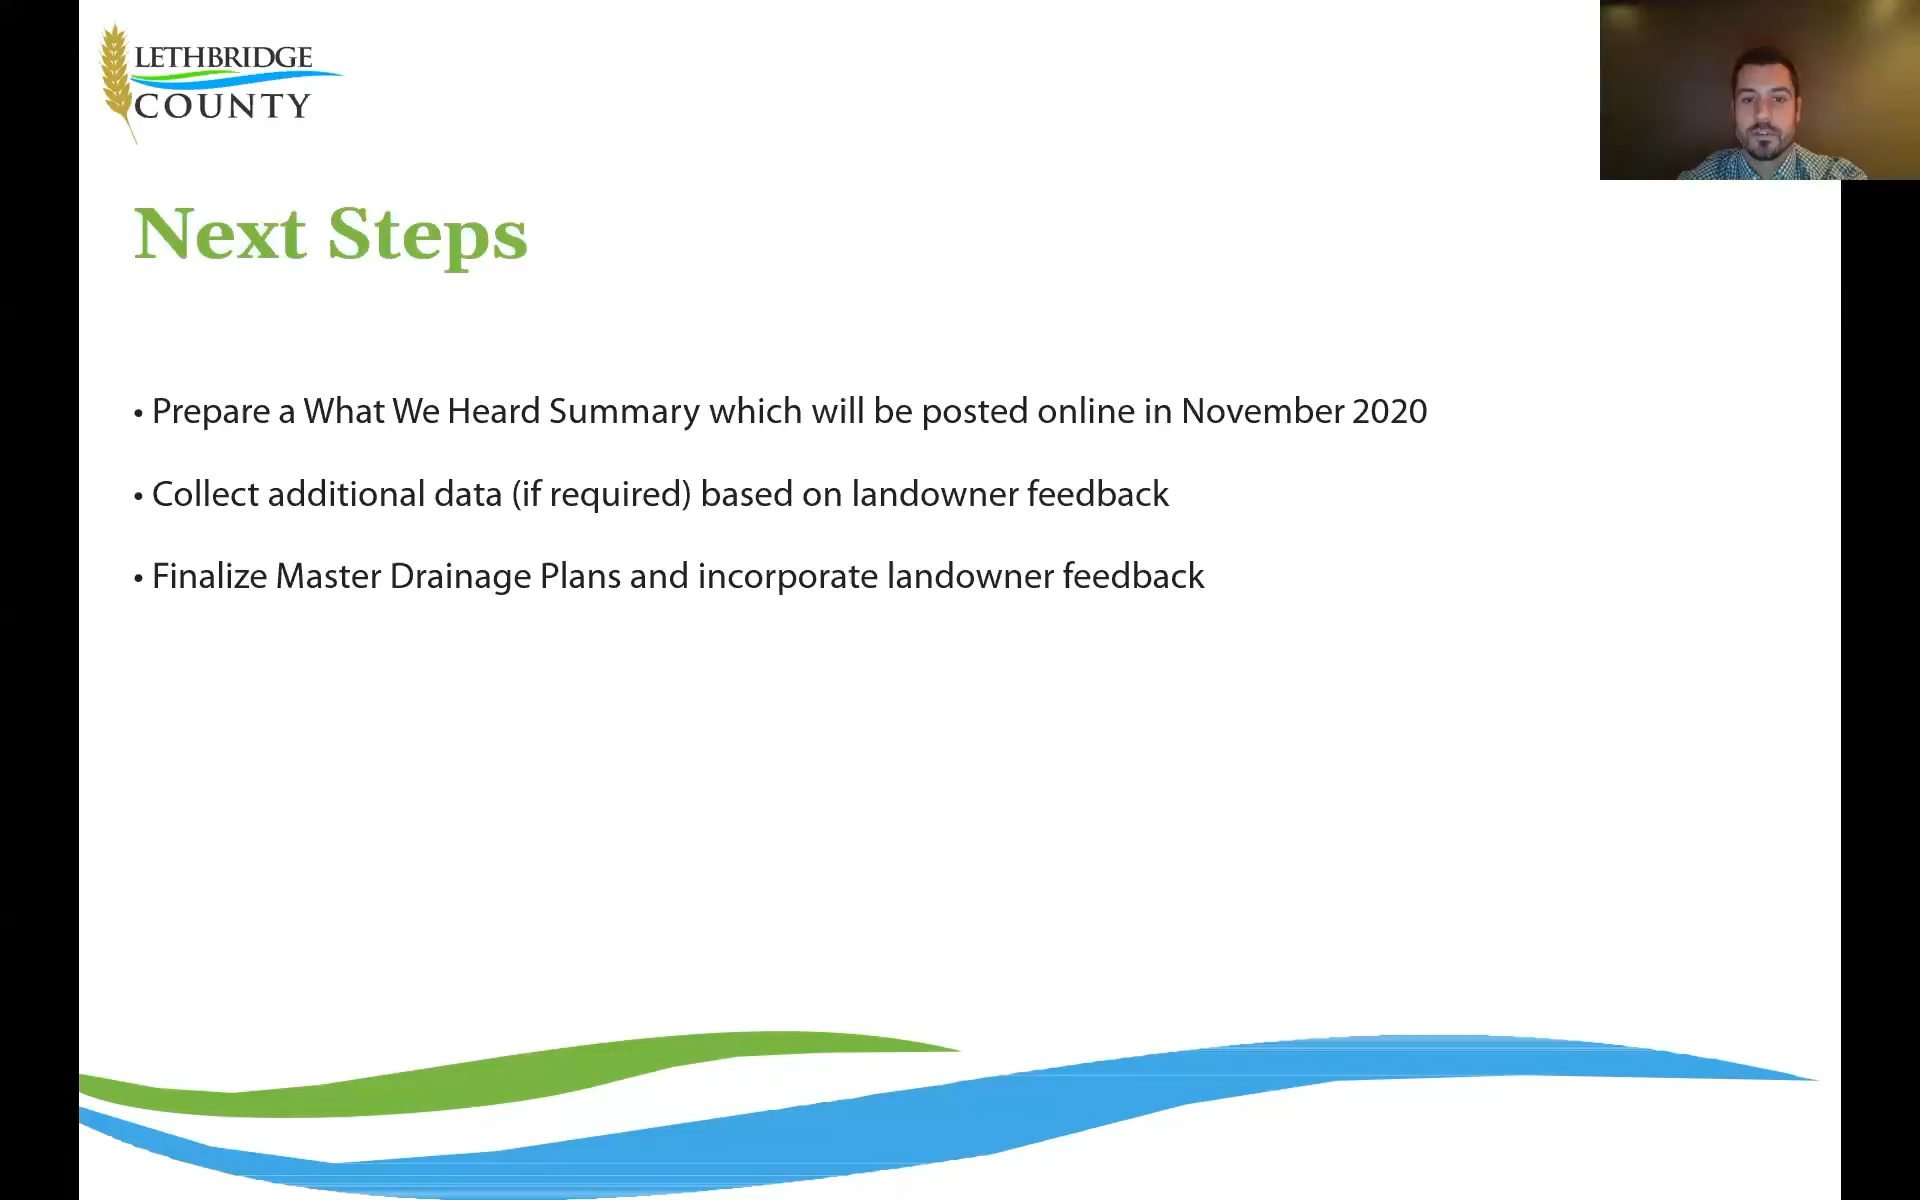 LETHBRIDGE
COUNTY
Next Steps
• Prepare a What We Heard Summary which will be posted online in November 2020
• Collect additional data (if required) based on landowner feedback
• Finalize Master Drainage Plans and incorporate landowner feedback